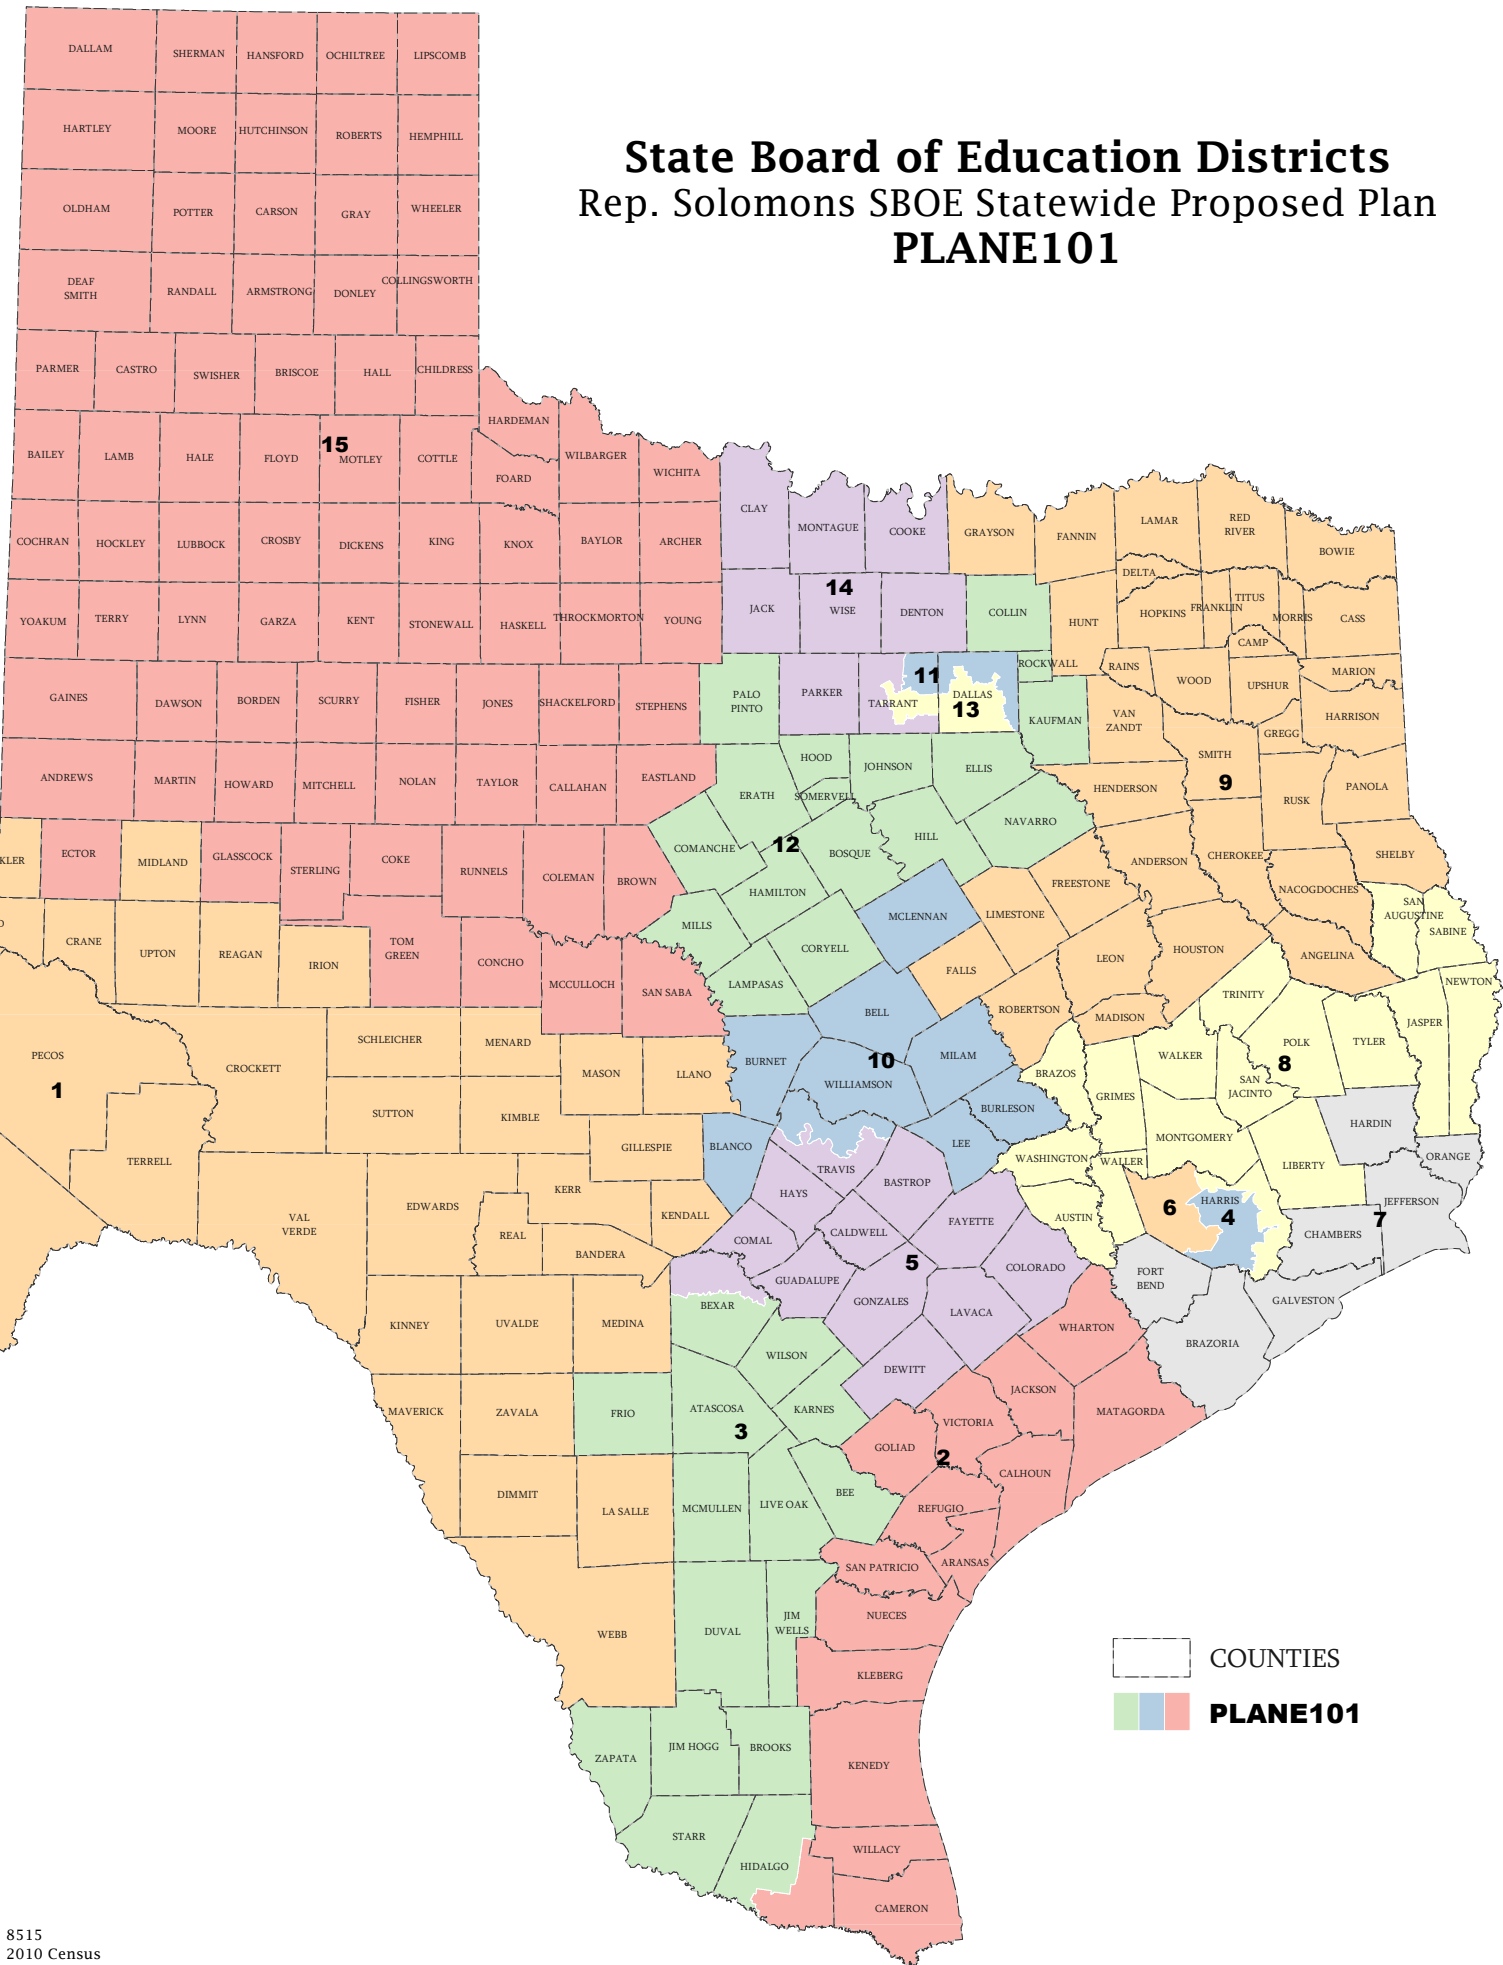 State Board of Education Districts
Rep. Solomons SBOE Statewide Proposed Plan
PLANE101
DALLAM
SHERMAN
HANSFORD
OCHILTREE
LIPSCOMB
HARTLEY
MOORE
HUTCHINSON
ROBERTS
HEMPHILL
OLDHAM
POTTER
CARSON
GRAY
WHEELER
DEAF
SMITH
RANDALL
ARMSTRONG
DONLEY
COLLINGSWORTH
PARMER
CASTRO
SWISHER
BRISCOE
HALL
CHILDRESS
HARDEMAN
BAILEY
LAMB
HALE
FLOYD
15
MOTLEY
COTTLE
FOARD
WILBARGER
WICHITA
CLAY
MONTAGUE
COOKE
GRAYSON
FANNIN
LAMAR
RED
RIVER
BOWIE
COCHRAN
HOCKLEY
LUBBOCK
CROSBY
DICKENS
KING
KNOX
BAYLOR
ARCHER
DELTA
14
YOAKUM
TERRY
LYNN
GARZA
KENT
STONEWALL
HASKELL
THROCKMORTON
YOUNG
JACK
WISE
DENTON
COLLIN
HUNT
HOPKINS
FRANKLIN
TITUS
MORRIS
CASS
CAMP
GAINES
DAWSON
BORDEN
SCURRY
FISHER
JONES
SHACKELFORD
STEPHENS
PALO
PINTO
PARKER
TARRANT
11
DALLAS
13
ROCKWALL
KAUFMAN
RAINS
WOOD
UPSHUR
MARION
VAN
ZANDT
GREGG
HARRISON
ANDREWS
MARTIN
HOWARD
MITCHELL
NOLAN
TAYLOR
CALLAHAN
EASTLAND
ERATH
HOOD
SOMERVELL
JOHNSON
ELLIS
HENDERSON
SMITH
9
RUSK
PANOLA
KLER
ECTOR
MIDLAND
GLASSCOCK
STERLING
COKE
RUNNELS
COLEMAN
BROWN
COMANCHE
12
BOSQUE
HILL
NAVARRO
ANDERSON
CHEROKEE
SHELBY
HAMILTON
FREESTONE
NACOGDOCHES
SAN
AUGUSTINE
SABINE
CRANE
UPTON
REAGAN
IRION
TOM
GREEN
CONCHO
MCCULLOCH
SAN SABA
MILLS
CORYELL
MCLENNAN
LIMESTONE
LEON
HOUSTON
ANGELINA
LAMPASAS
FALLS
NEWTON
PECOS
1
CROCKETT
SCHLEICHER
MENARD
MASON
LLANO
BURNET
BELL
10
WILLIAMSON
MILAM
ROBERTSON
MADISON
TRINITY
POLK
8
TYLER
JASPER
BRAZOS
WALKER
SAN
JACINTO
GRIMES
SUTTON
KIMBLE
GILLESPIE
BLANCO
BURLESON
LEE
WASHINGTON
WALLER
MONTGOMERY
LIBERTY
HARDIN
ORANGE
TERRELL
TRAVIS
BASTROP
VAL
VERDE
EDWARDS
KERR
REAL
KENDALL
BANDERA
HAYS
CALDWELL
FAYETTE
AUSTIN
6
HARRIS
4
JEFFERSON
7
CHAMBERS
COMAL
5
COLORADO
FORT
BEND
GUADALUPE
GONZALES
LAVACA
GALVESTON
KINNEY
UVALDE
MEDINA
BEXAR
WILSON
WHARTON
BRAZORIA
DEWITT
MAVERICK
ZAVALA
FRIO
ATASCOSA
3
KARNES
JACKSON
MATAGORDA
GOLIAD
VICTORIA
2
DIMMIT
LA SALLE
MCMULLEN
LIVE OAK
BEE
CALHOUN
REFUGIO
SAN PATRICIO
ARANSAS
WEBB
DUVAL
JIM
WELLS
NUECES
KLEBERG
ZAPATA
JIM HOGG
BROOKS
KENEDY
STARR
HIDALGO
WILLACY
CAMERON
COUNTIES
PLANE101
8515
2010 Census